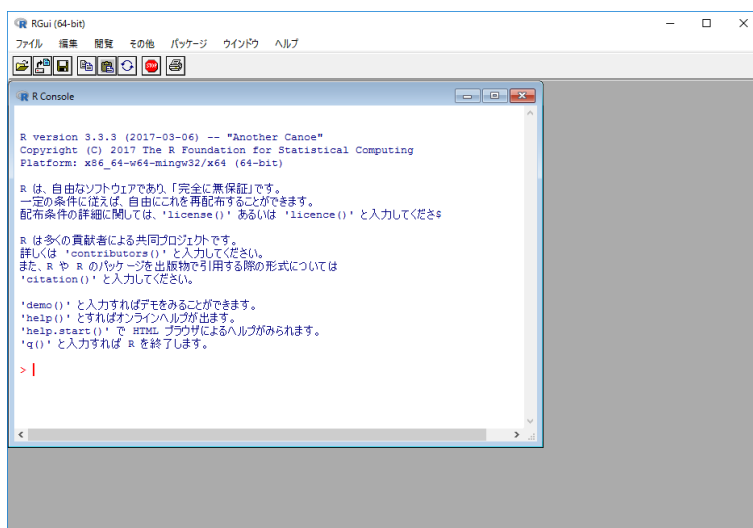 RGui (64-bit)
ファイル 編集 閲覧 その他 パッケージ ウインドウ ヘルプ
STOP
R Console
R version 3.3.3 (2017-03-06) -- "Another Canoe"
Copyright (C) 2017 The R Foundation for Statistical Computing
Platform: x86_64-w64-mingw32/x64 (64-bit)
R は、自由なソフトウェアであり、「完全に無保証」です。
一定の条件に従えば、自由にこれを再配布することができます。
配布条件の詳細に関しては、'license()' あるいは 'licence()' と入力してくださ$
R は多くの貢献者による共同プロジェクトです。
詳しくは 'contributors()' と入力してください。
また、R や R のパッケージを出版物で引用する際の形式については
'citation()' と入力してください。
'demo()' と入力すればデモをみることができます。
'help()' とすればオンラインヘルプが出ます。
'help.start()' で HTML ブラウザによるヘルプがみられます。
'q()' と入力すれば R を終了します。
>